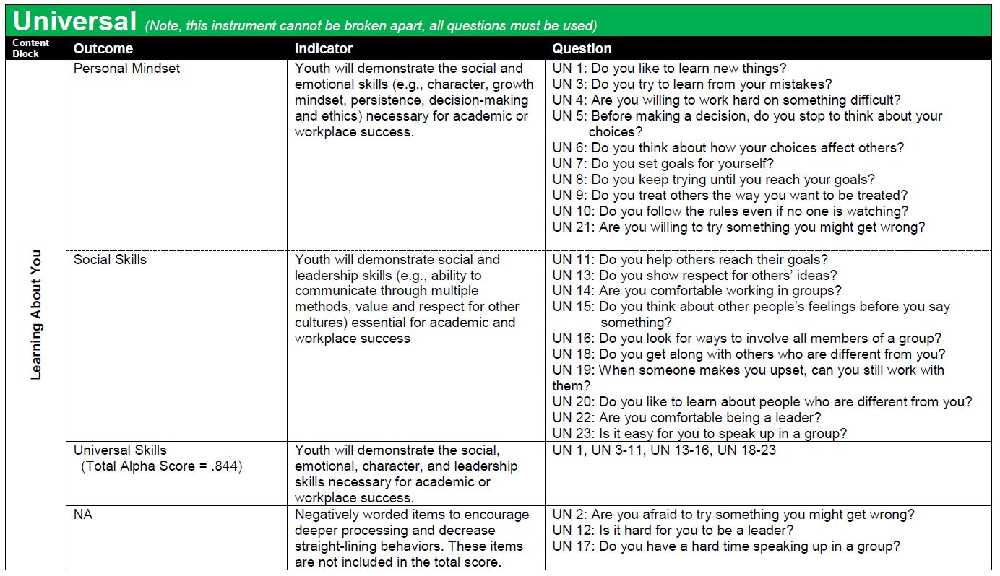 Universal (Note, this instrument cannot be broken apart, all questions must be used)
Content
Block
Outcome
Indicator
Question
Learning About You
Personal Mindset
Youth will demonstrate the social and
emotional skills (e.g., character, growth
mindset, persistence, decision-making
and ethics) necessary for academic or
workplace success.
UN 1: Do you like to learn new things?
UN 3: Do you try to learn from your mistakes?
UN 4: Are you willing to work hard on something difficult?
UN 5: Before making a decision, do you stop to think about your
choices?
UN 6: Do you think about how your choices affect others?
UN 7: Do you set goals for yourself?
UN 8: Do you keep trying until you reach your goals?
UN 9: Do you treat others the way you want to be treated?
UN 10: Do you follow the rules even if no one is watching?
UN 21: Are you willing to try something you might get wrong?
Social Skills
Youth will demonstrate social and
leadership skills (e.g., ability to
communicate through multiple
methods, value and respect for other
cultures) essential for academic and
workplace success
UN 11: Do you help others reach their goals?
UN 13: Do you show respect for others’ ideas?
UN 14: Are you comfortable working in groups?
UN 15: Do you think about other people’s feelings before you say
something?
UN 16: Do you look for ways to involve all members of a group?
UN 18: Do you get along with others who are different from you?
UN 19: When someone makes you upset, can you still work with
them?
UN 20: Do you like to learn about people who are different from you?
UN 22: Are you comfortable being a leader?
UN 23: Is it easy for you to speak up in a group?
Universal Skills
(Total Alpha Score = .844)
Youth will demonstrate the social,
emotional, character, and leadership
skills necessary for academic or
workplace success.
UN 1, UN 3-11, UN 13-16, UN 18-23
NA
Negatively worded items to encourage
deeper processing and decrease
straight-lining behaviors. These items
are not included in the total score.
UN 2: Are you afraid to try something you might get wrong?
UN 12: Is it hard for you to be a leader?
UN 17: Do you have a hard time speaking up in a group?